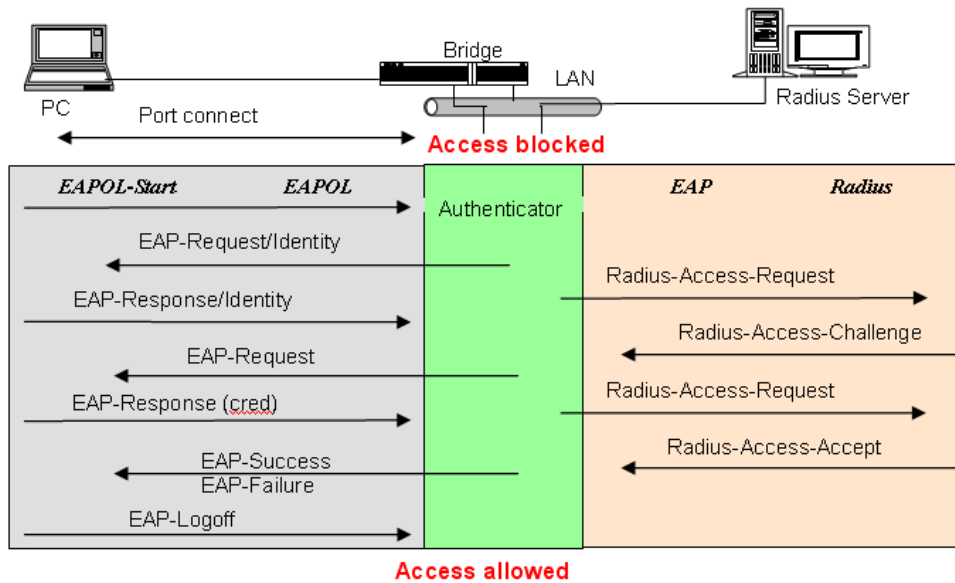 Bridge
LAN
PC
Radius Server
Port connect
Access blocked
EAPOL-Start
EAPOL
EAP
Radius
Authenticator
EAP-Request/Identity
Radius-Access-Request
EAP-Response/Identity
Radius-Access-Challenge
EAP-Request
Radius-Access-Request
EAP-Response (cred)
Radius-Access-Accept
EAP-Success
EAP-Failure
EAP-Logoff
Access allowed